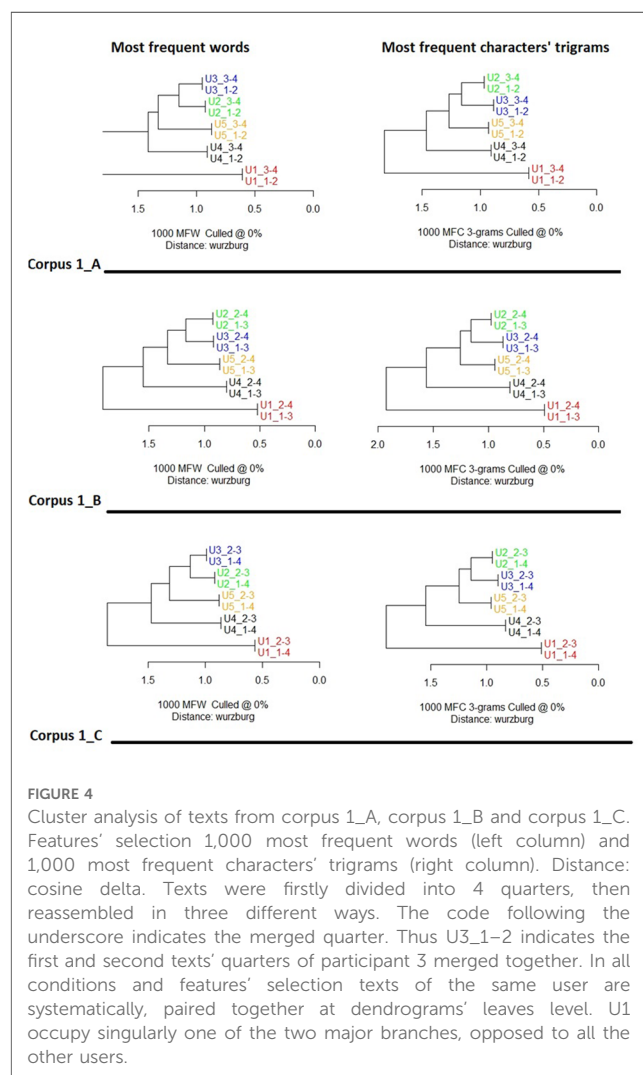 Most frequent words
Most frequent characters' trigrams
U3_3-4
U3_1-2
U2_3-4
U2_1-2
U5_3-4
U5_1-2
U4_3-4
U4_1-2
U1_3-4
U1_1-2
1.5 1.0 0.5 0.0
1000 MFW Culled @ 0%
Distance: wurzburg
U2_3-4
U2_1-2
U3_3-4
U3_1-2
U5_3-4
U5_1-2
U4_3-4
U4_1-2
U1_3-4
U1_1-2
1.5 1.0 0.5 0.0
1000 MFC 3-grams Culled @ 0%
Distance: wurzburg
Corpus 1_A
U2_2-4
U2_1-3
U3_2-4
U3_1-3
U5_2-4
U5_1-3
U4_2-4
U4_1-3
U1_2-4
U1_1-3
1.5 1.0 0.5 0.0
1000 MFW Culled @ 0%
Distance: wurzburg
U2_2-4
U2_1-3
U3_2-4
U3_1-3
U5_2-4
U5_1-3
U4_2-4
U4_1-3
U1_2-4
U1_1-3
2.0 1.5 1.0 0.5 0.0
1000 MFC 3-grams Culled @ 0%
Distance: wurzburg
Corpus 1_B
U3_2-3
U3_1-4
U2_2-3
U2_1-4
U5_2-3
U5_1-4
U4_2-3
U4_1-4
U1_2-3
U1_1-4
1.5 1.0 0.5 0.0
1000 MFW Culled @ 0%
Distance: wurzburg
U2_2-3
U2_1-4
U3_2-3
U3_1-4
U5_2-3
U5_1-4
U4_2-3
U4_1-4
U1_2-3
U1_1-4
1.5 1.0 0.5 0.0
1000 MFC 3-grams Culled @ 0%
Distance: wurzburg
Corpus 1_C
FIGURE 4
Cluster analysis of texts from corpus 1_A, corpus 1_B and corpus 1_C.
Features' selection 1,000 most frequent words (left column) and
1,000 most frequent characters' trigrams (right column). Distance:
cosine delta. Texts were firstly divided into 4 quarters, then
reassembled in three different ways. The code following the
underscore indicates the merged quarter. Thus U3_1–2 indicates the
first and second texts' quarters of participant 3 merged together. In all
conditions and features' selection texts of the same user are
systematically, paired together at dendrograms' leaves level. U1
occupy singularly one of the two major branches, opposed to all the
other users.